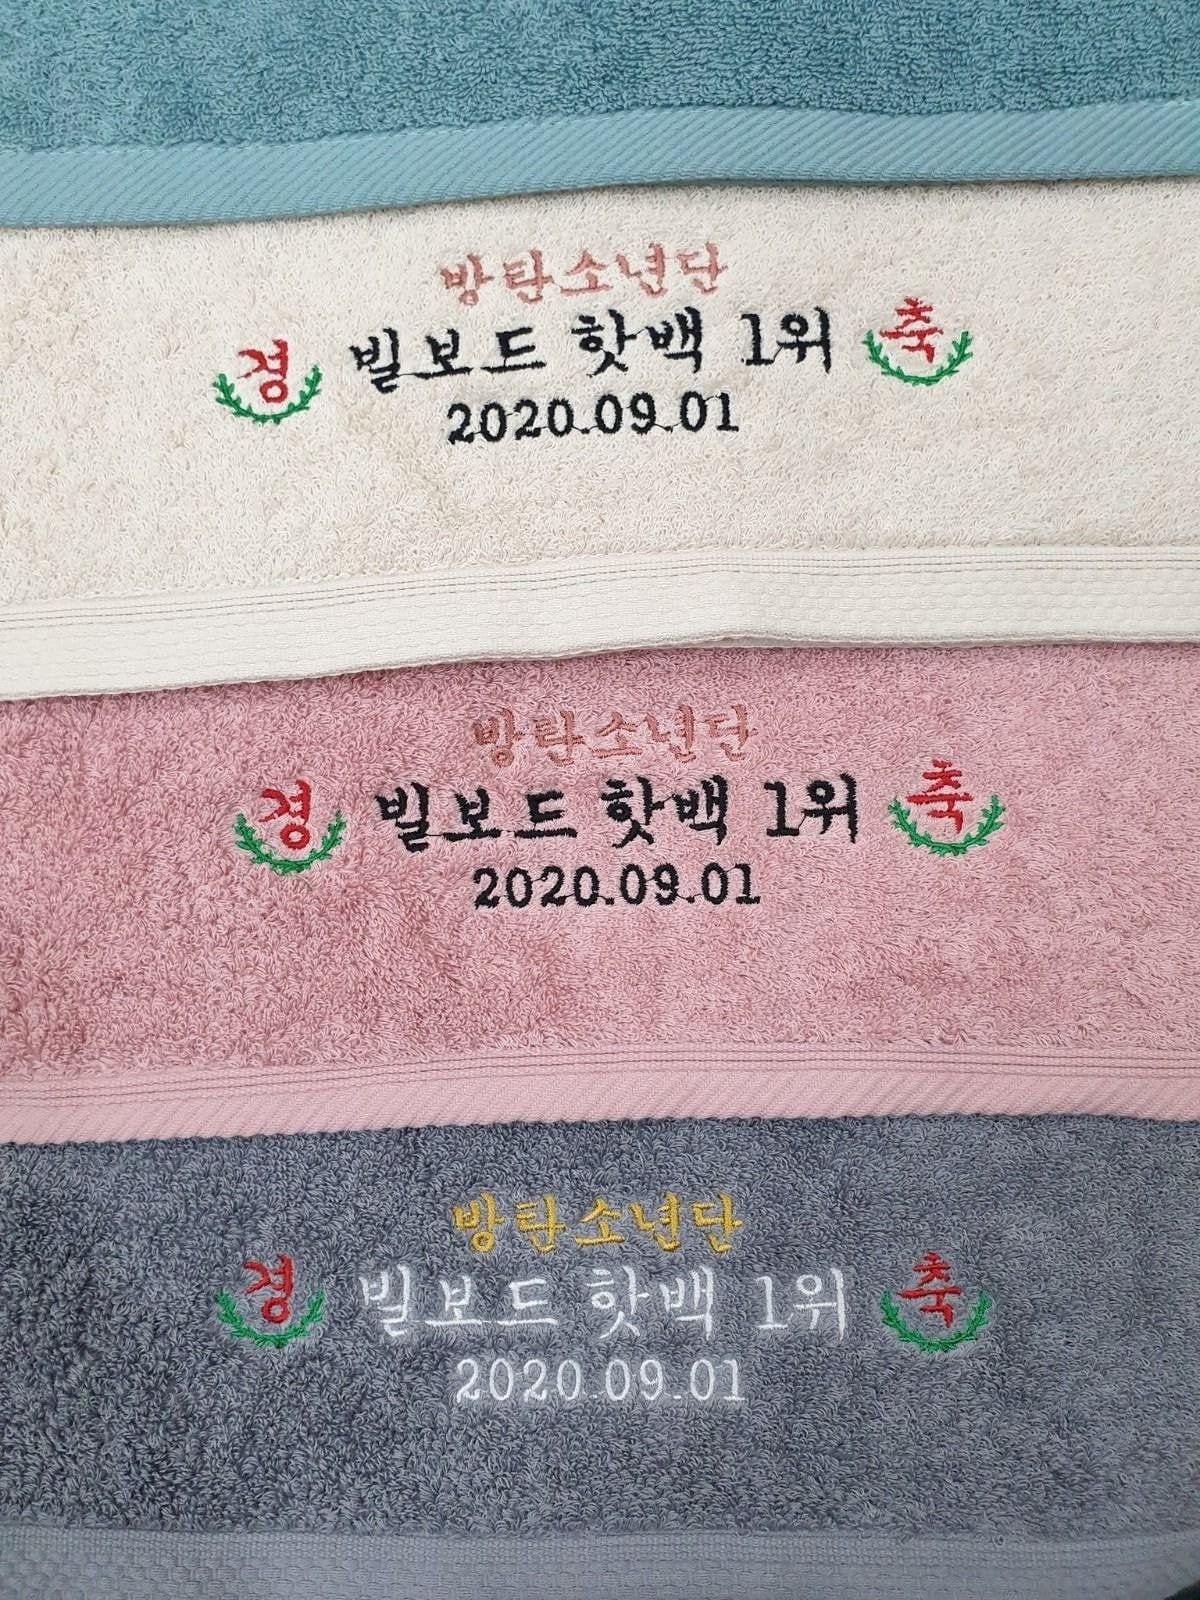 방탄소년단
경 빌보드 핫백 1위 축
2020.09.01
방탄소년단
경 빌보드 핫백 1위 축
2020.09.01
방탄소년단
경 빌보드 핫백 1위 축
2020.09.01